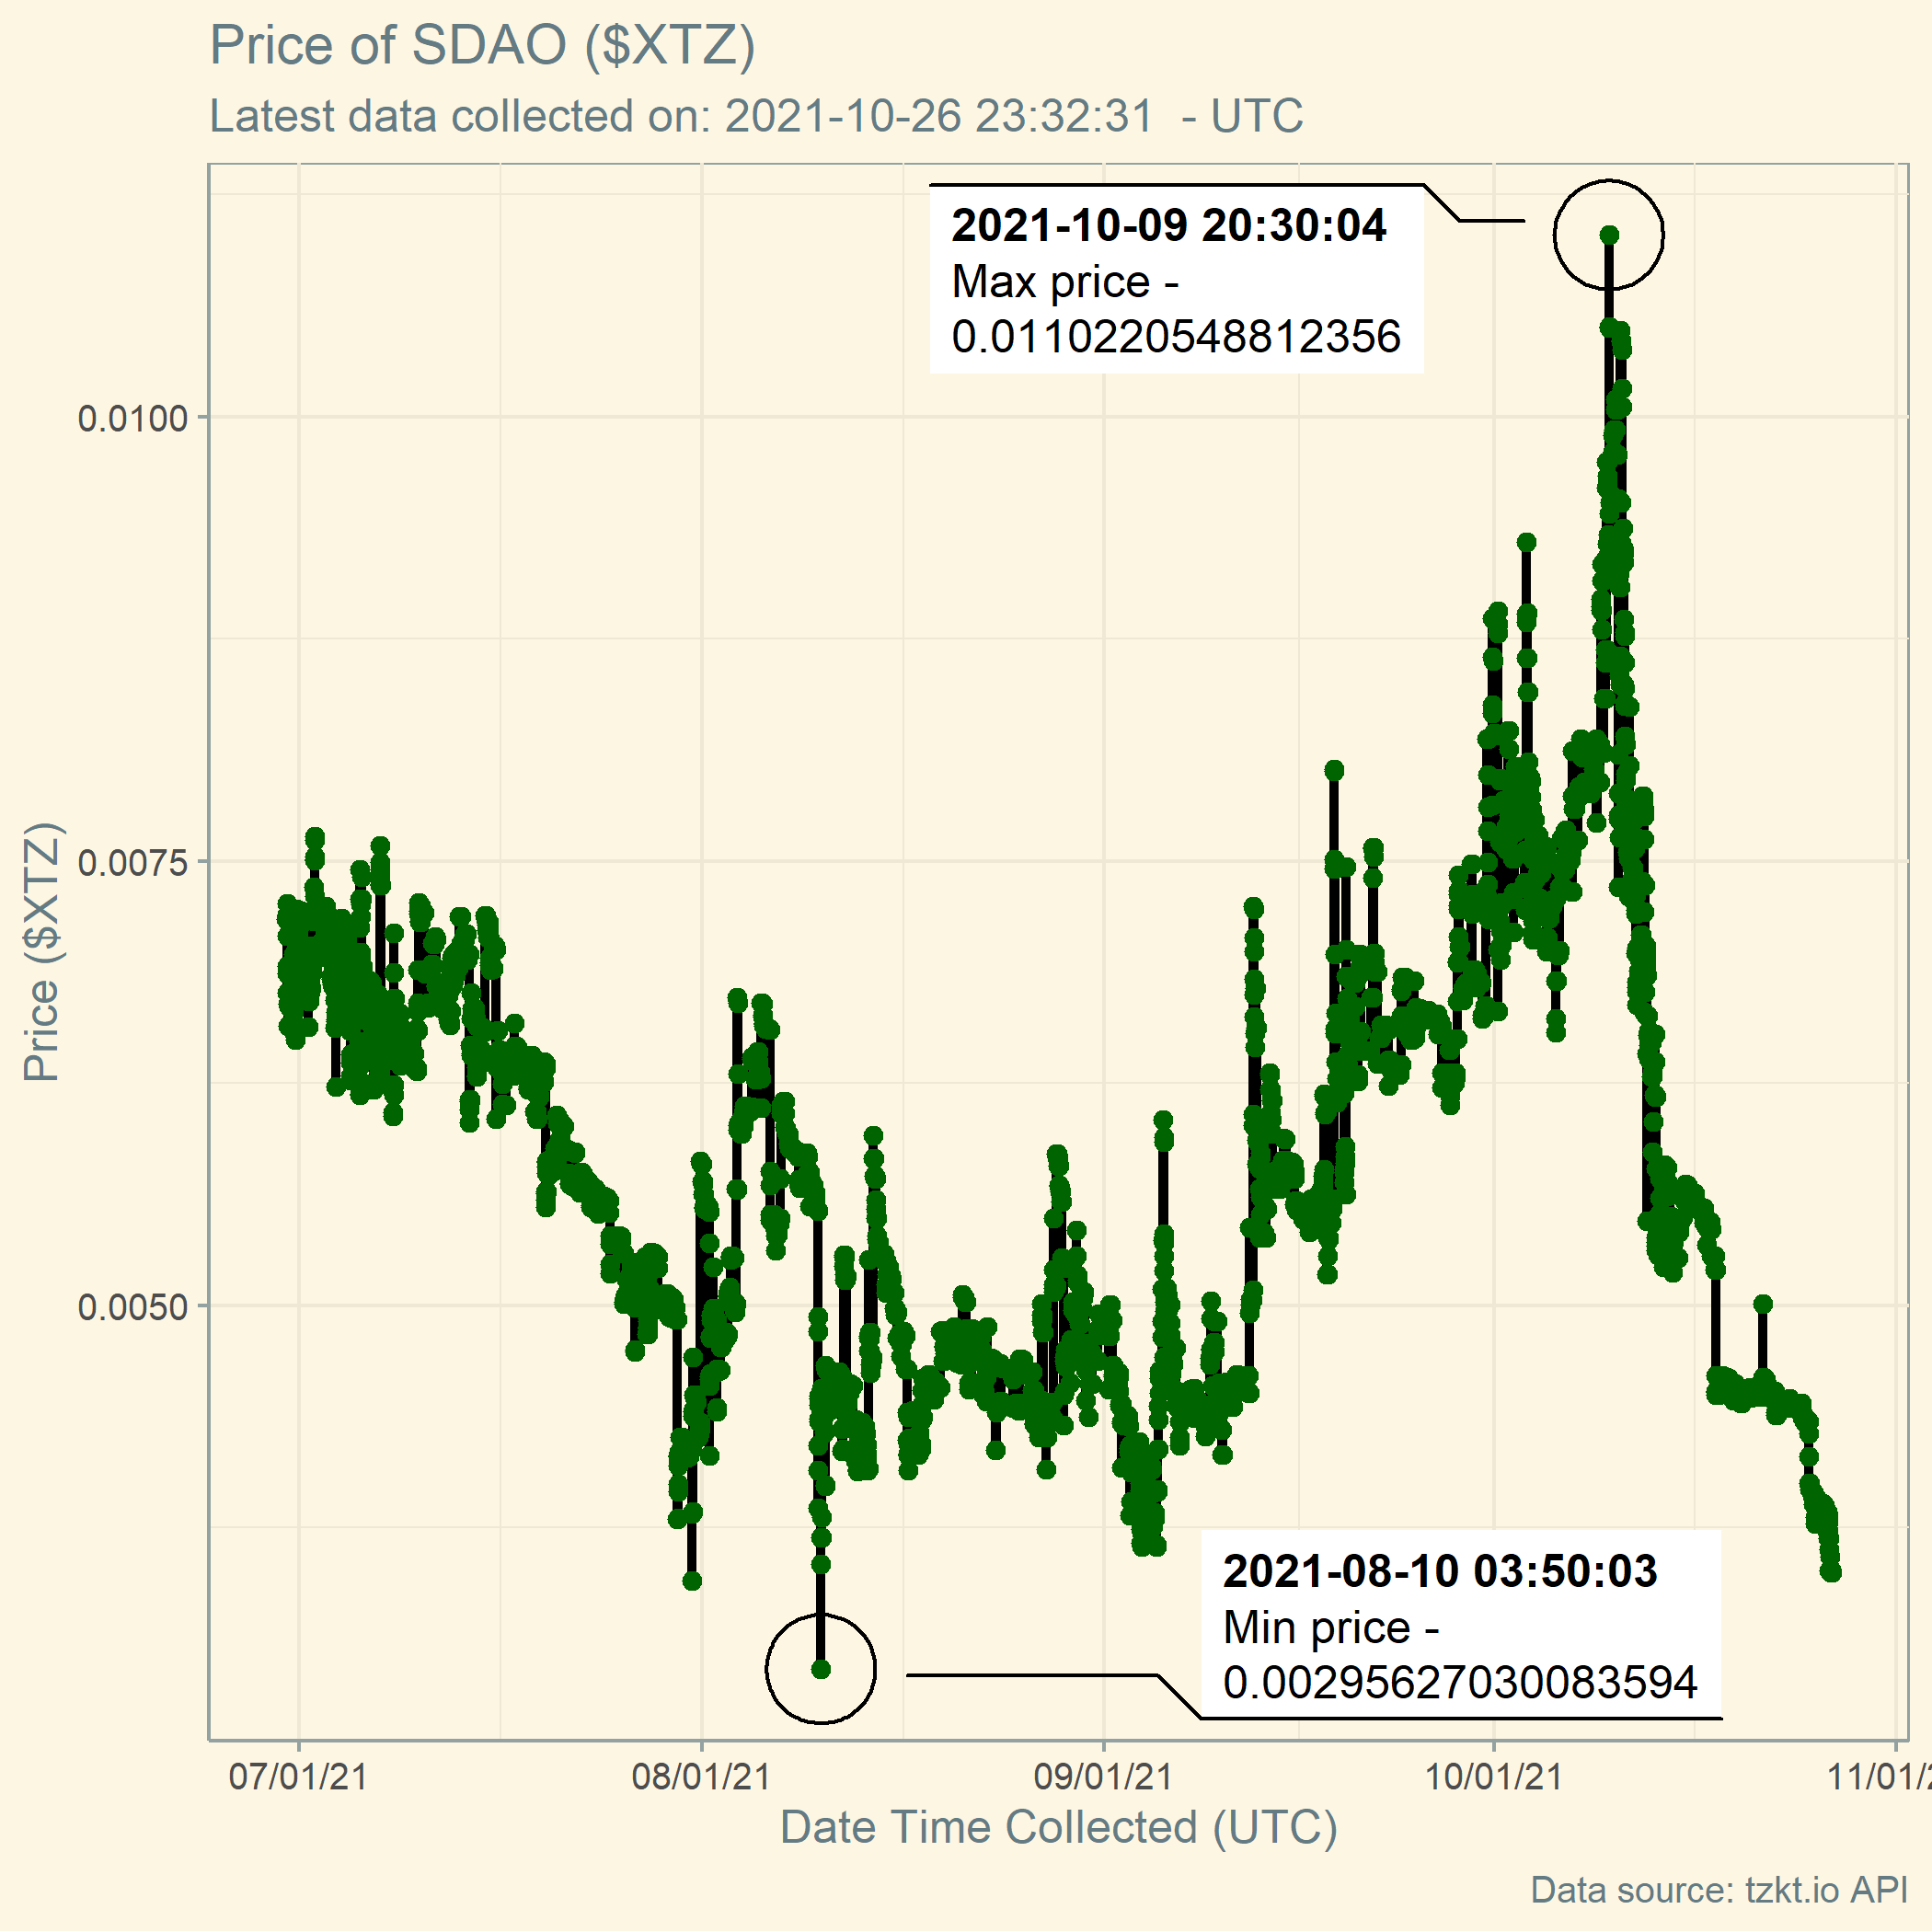 Price of SDAO ($XTZ)
Latest data collected on: 2021-10-26 23:32:31  - UTC
2021-10-09 20:30:04
Max price -
0.0110220548812356
0.0100
0.0075
0.0050
Price ($XTZ)
2021-08-10 03:50:03
Min price -
0.00295627030083594
07/01/21
08/01/21
09/01/21
10/01/21
11/01/2
Date Time Collected (UTC)
Data source: tzkt.io API